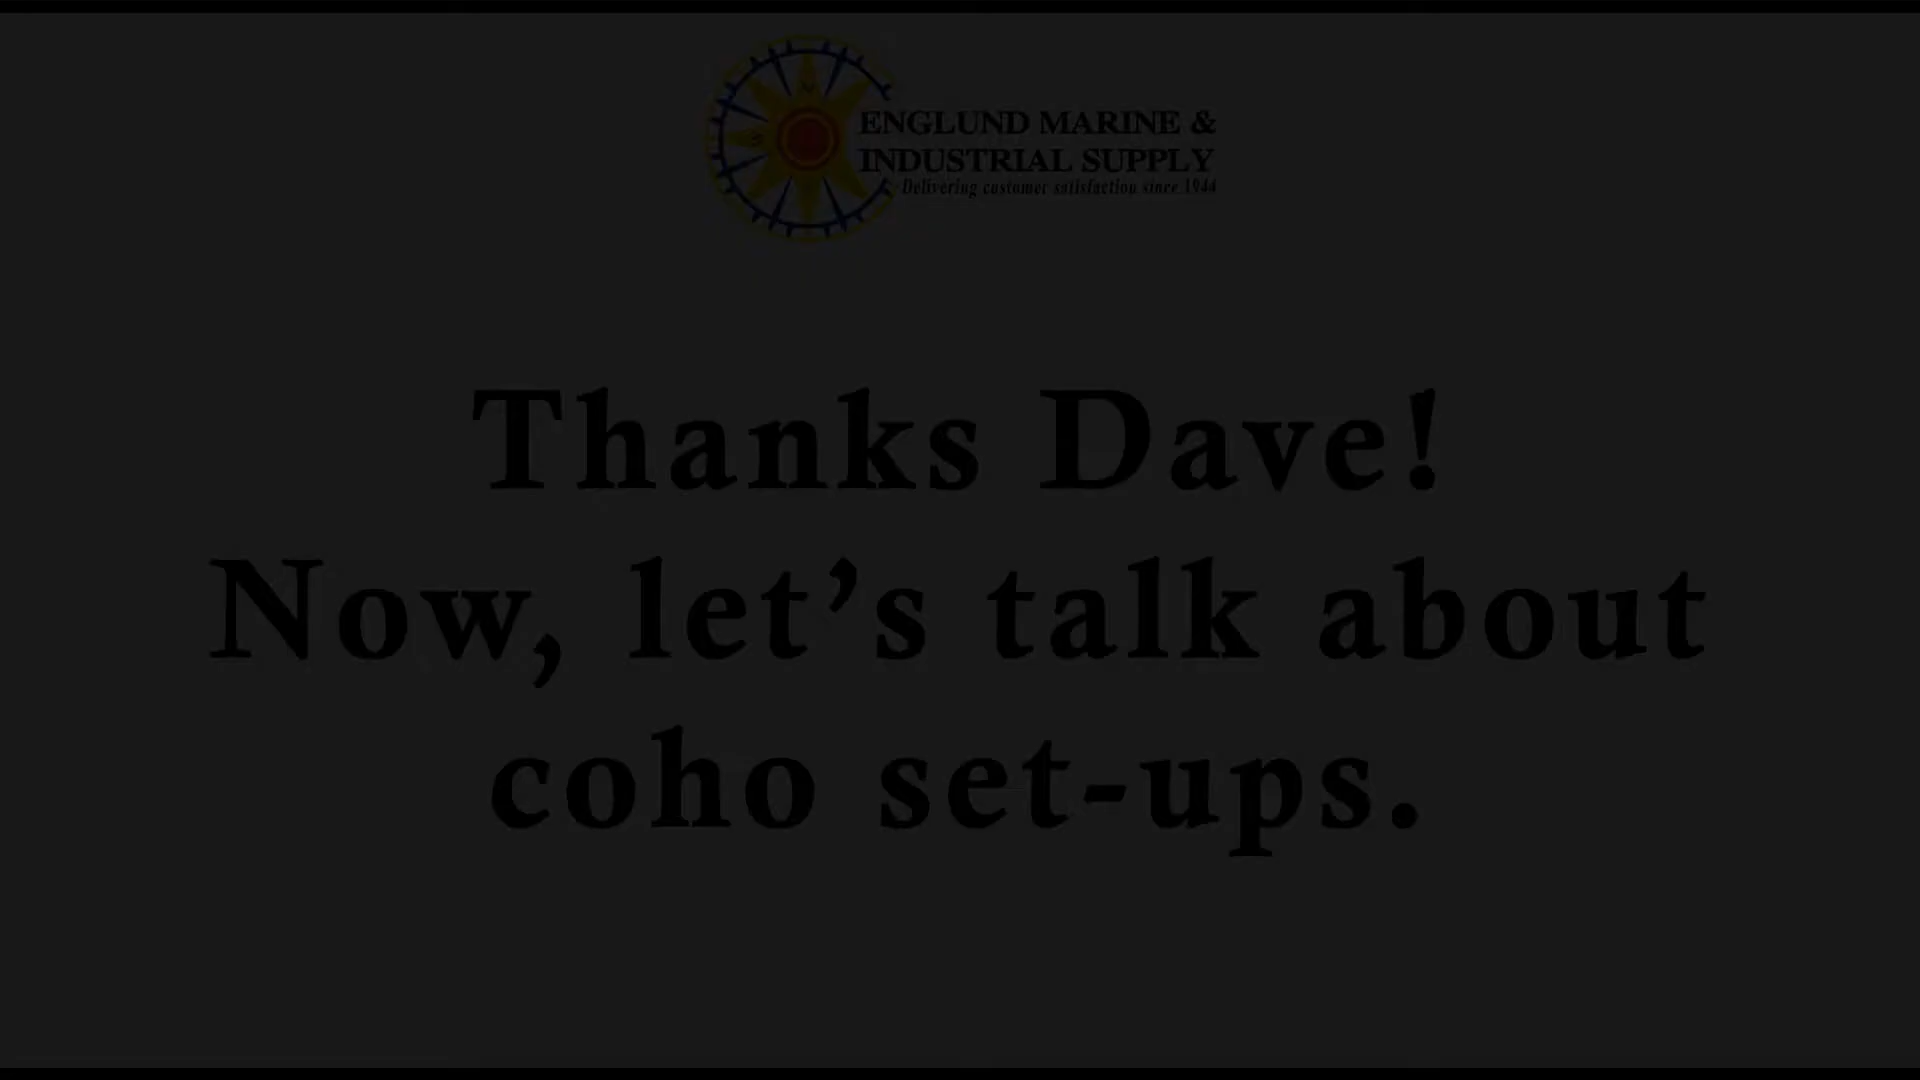 ENGLUND MARINE &
INDUSTRIAL SUPPLY
Delivering customer satisfaction since 1944
Thanks Dave!
Now, let’s talk about
coho set-ups.